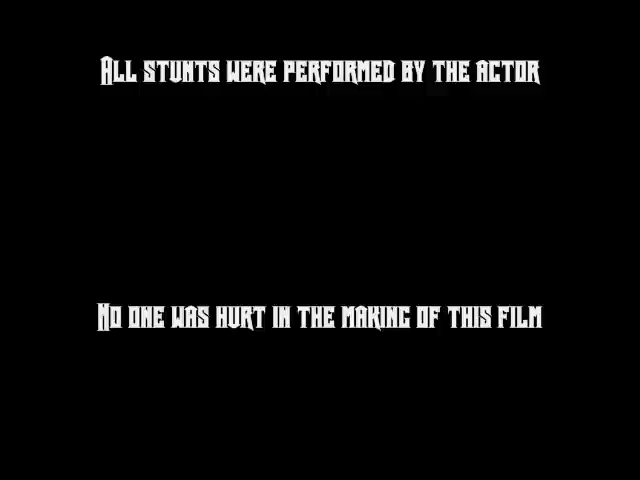 All stunts were performed by the actor
No one was hurt in the making of this film